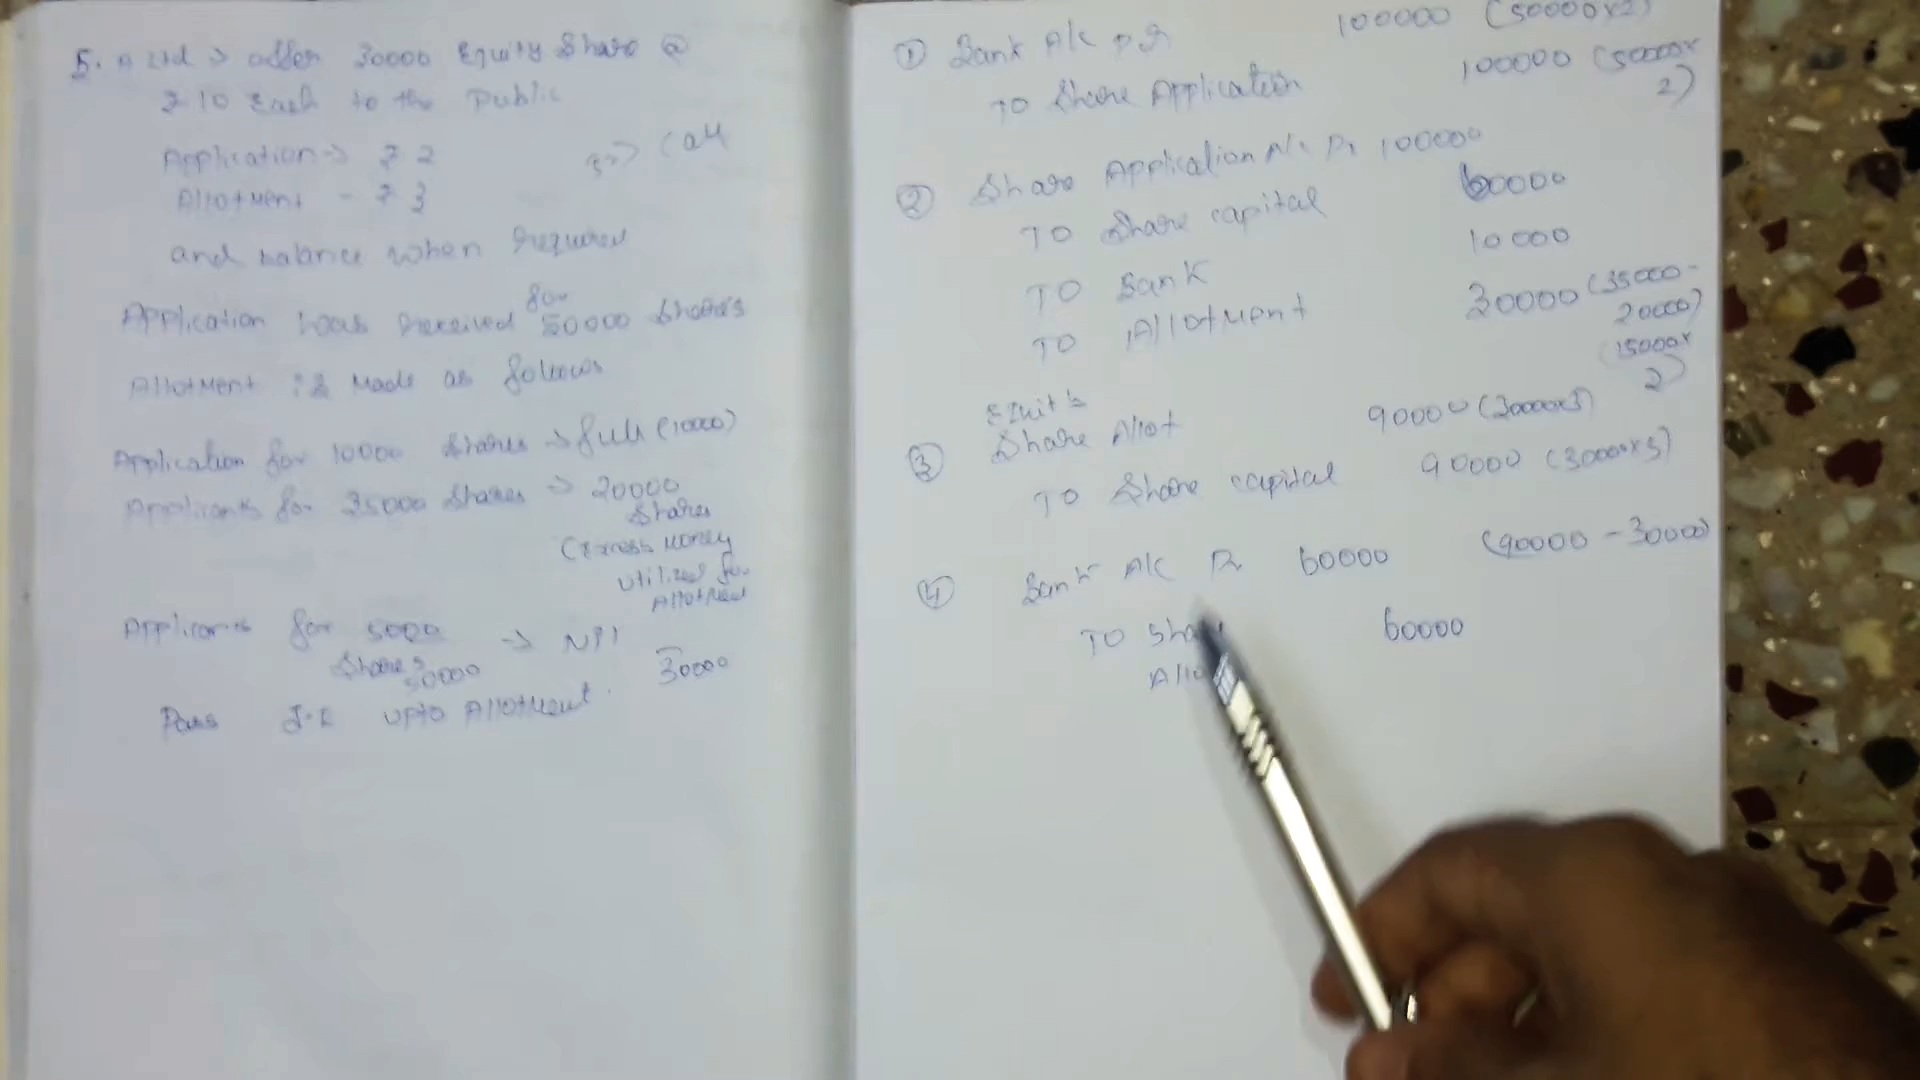 5. A Ltd → offer 30000 Equity Share @
₹ 10 Each to the Public
Application → ₹ 2
Allotment - ₹ 3
and balance when Required
Application was Received for 50000 Shares
Allotment is Made as follows
Application for 10000 Shares → full (10000)
Applicants for 35000 Shares → 20000
Shares
(Excess Money
utilized for
Allotment
Applicants for 5000 → NIl
Shares
50000
30000
Pass J.E upto Allotment.
① Bank A/c Dr 100000 (50000x2)
TO Share Application 100000 (50000x
2)
② Share Application A/c Dr 100000
TO Share capital 60000
TO Bank 10000
TO Allotment 30000 (35000-
20000)
(15000x
2)
③ Share Allot 90000 (30000x3)
TO Share capital 90000 (30000x3)
④ Bank A/c Dr 60000 (90000 - 30000)
TO Share 60000